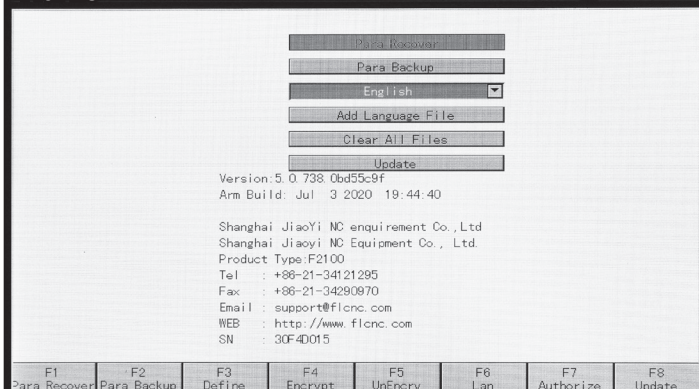 Para Recover
Para Backup
English
Add Language File
Clear All Files
Update
Version:5.0.738.0bd55c9f
Arm Build: Jul 3 2020 19:44:40
Shanghai JiaoYi NC enquirement Co.,Ltd
Shanghai Jiaoyi NC Equipment Co., Ltd.
Product Type:F2100
Tel : +86-21-34121295
Fax : +86-21-34290970
Email : support@flcnc.com
WEB : http://www.flcnc.com
SN : 30F4D015
F1 F2 F3 F4 F5 F6 F7 F8
Para Recover Para Backup Define Encrypt UnEncry Lan Authorize Update